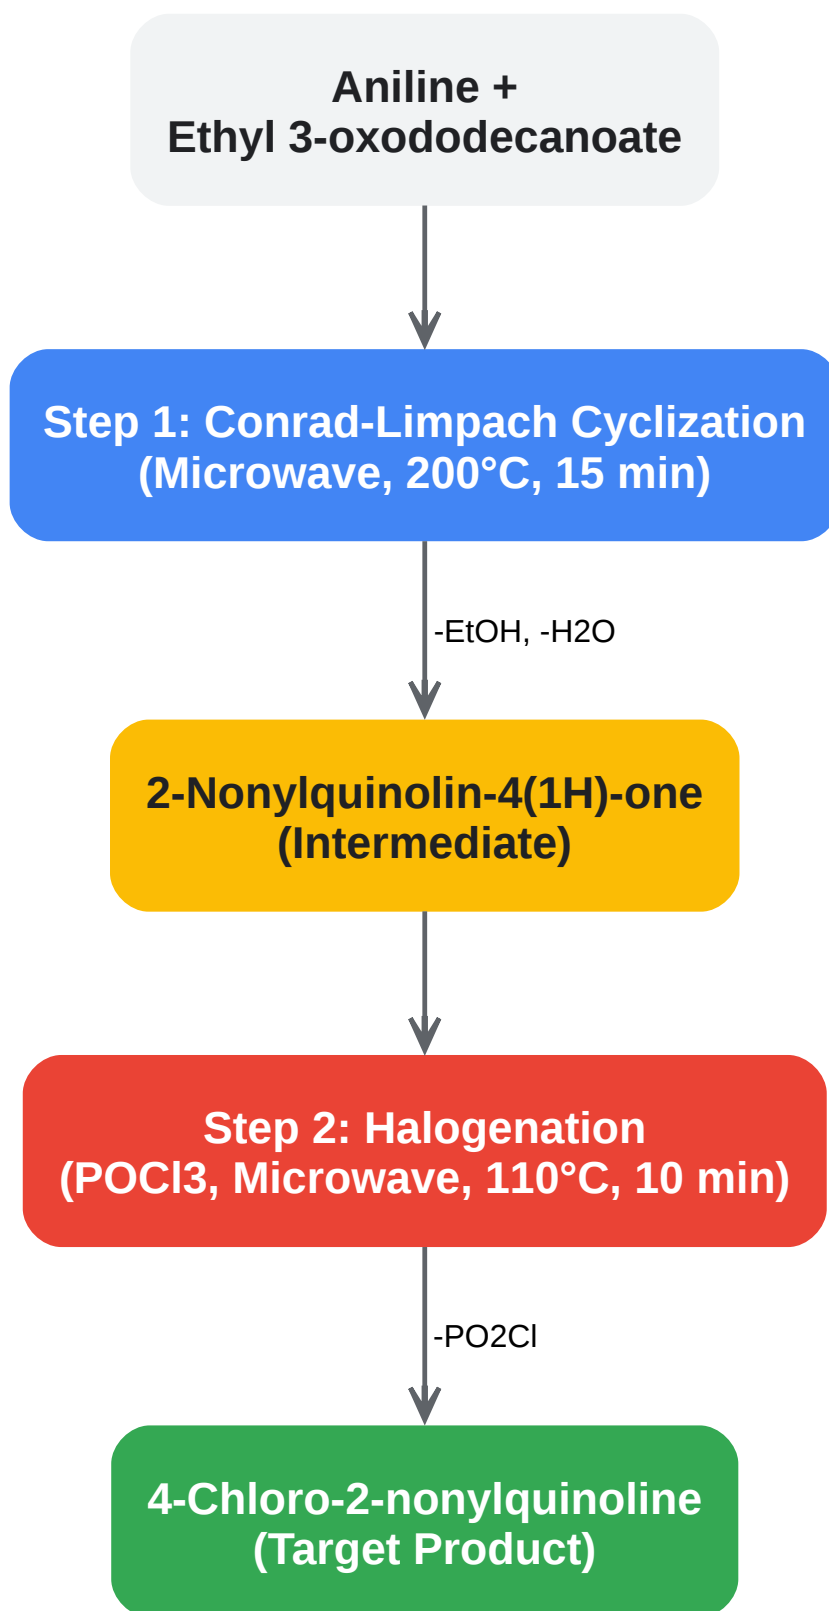 Aniline +
Ethyl 3-oxododecanoate
Step 1: Conrad-Limpach Cyclization
(Microwave, 200°C, 15 min)
-EtOH, -H2O
2-Nonylquinolin-4(1H)-one
(Intermediate)
Step 2: Halogenation
(POCl3, Microwave, 110°C, 10 min)
-PO2Cl
4-Chloro-2-nonylquinoline
(Target Product)